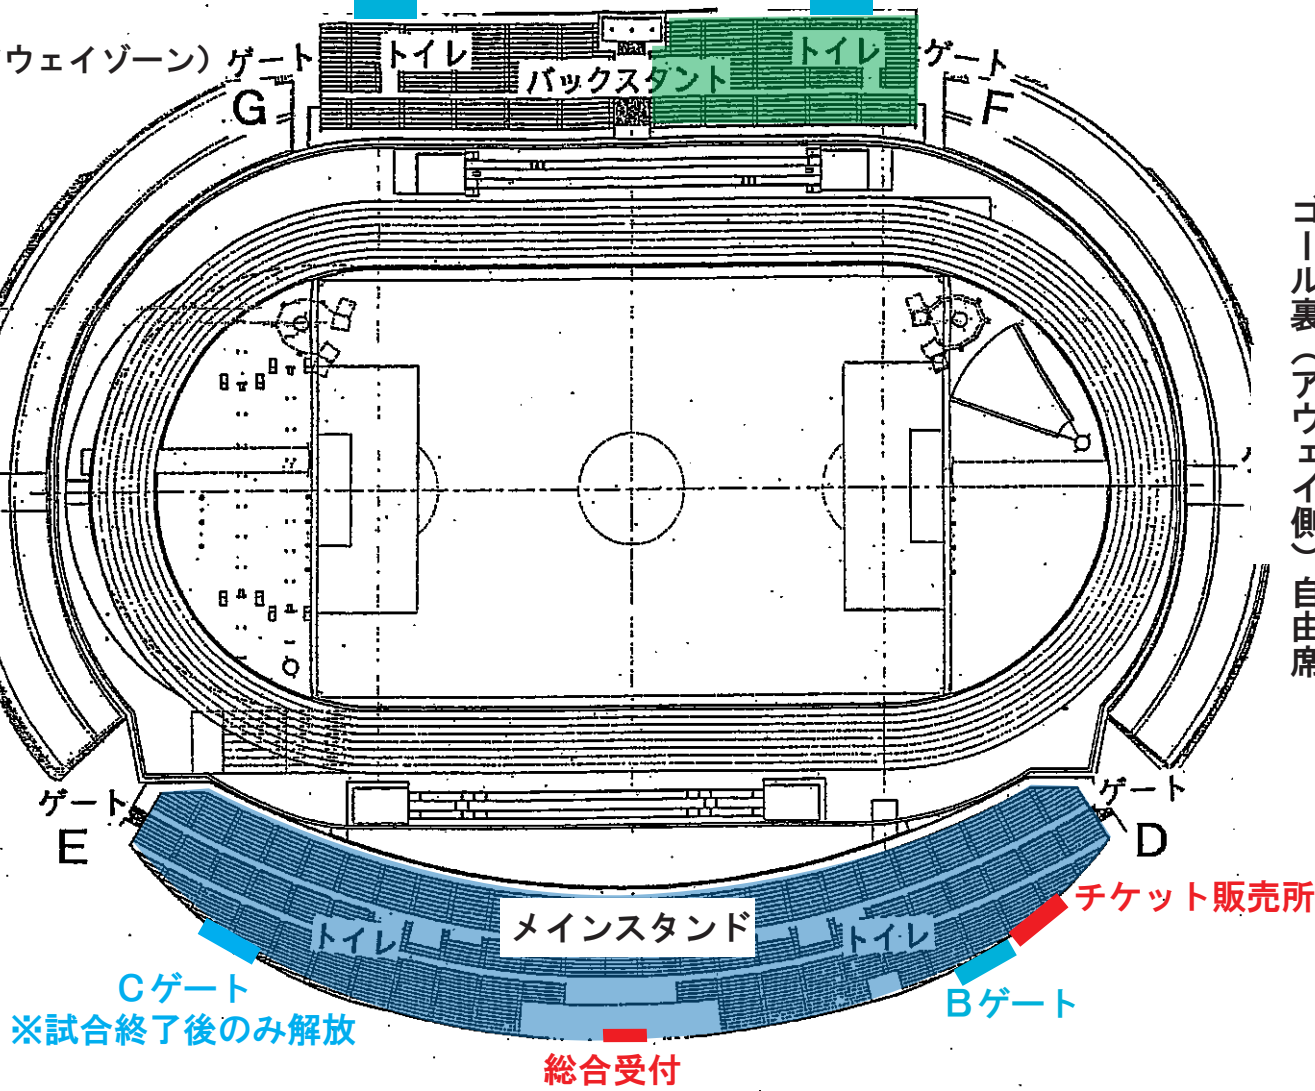 ウェイゾーン）ゲート
G
トイレ
バックスタント
トイレ
ゲート
F
ゴール裏（アウェイ側）自由席
ゲート
E
ゲート
D
チケット販売所
トイレ
メインスタンド
トイレ
Cゲート
※試合終了後のみ解放
Bゲート
総合受付